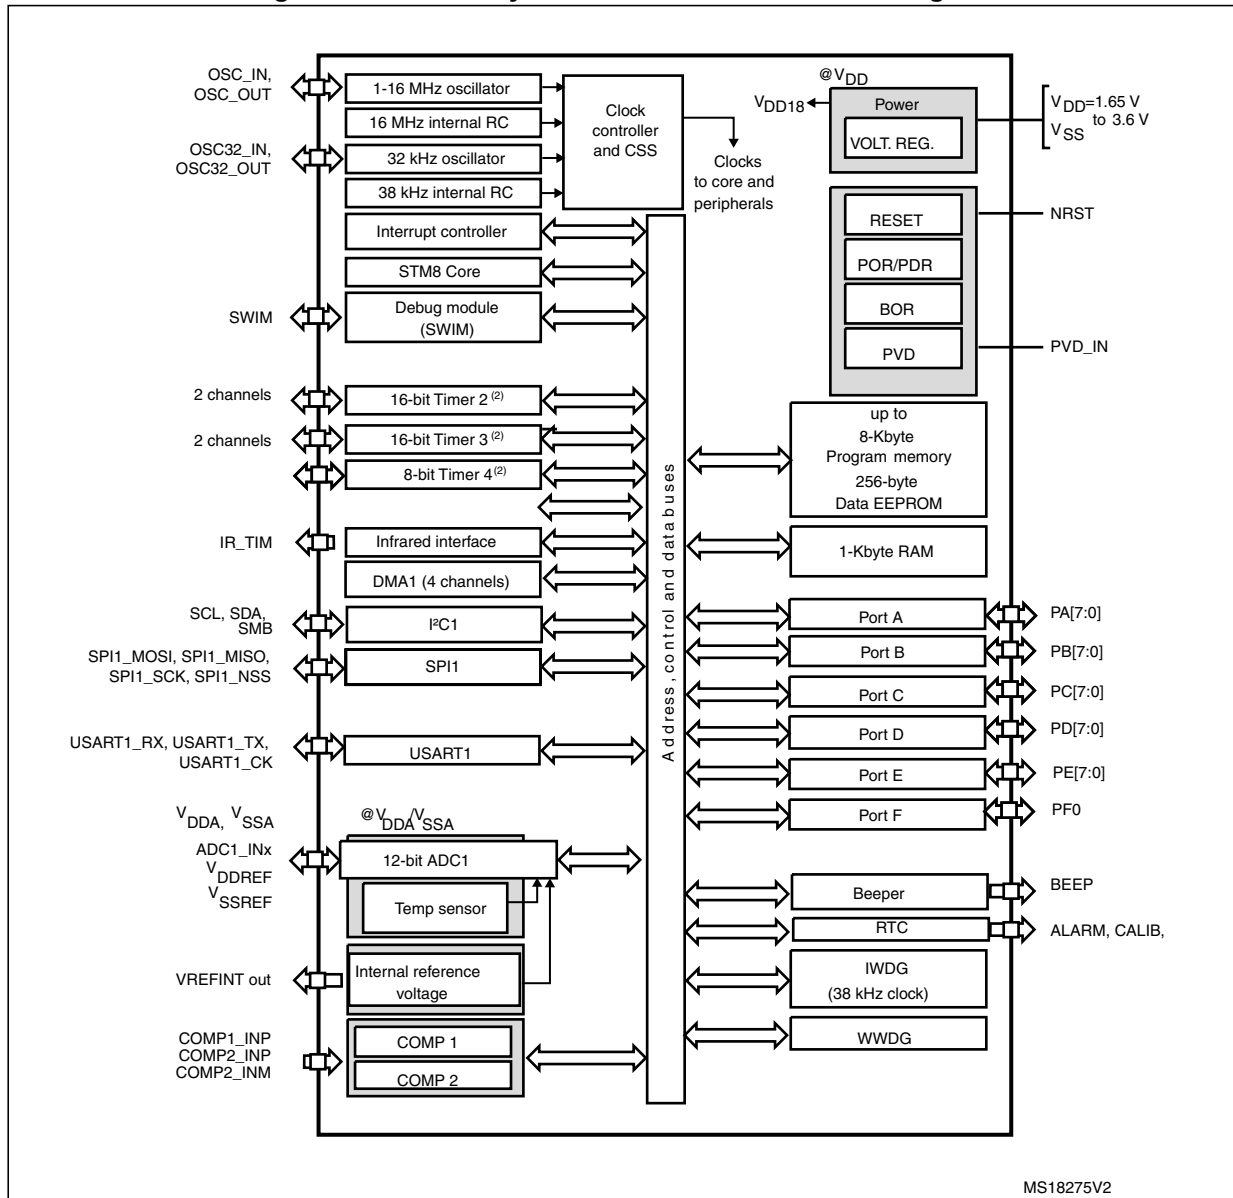 OSC_IN,
OSC_OUT
1-16 MHz oscillator
16 MHz internal RC
OSC32_IN,
OSC32_OUT
32 kHz oscillator
38 kHz internal RC
Clock
controller
and CSS
Clocks
to core and
peripherals
@VDD
VDD18
Power
VOLT. REG.
VDD=1.65 V
to 3.6 V
VSS
RESET
NRST
POR/PDR
BOR
PVD
PVD_IN
Interrupt controller
STM8 Core
SWIM
Debug module
(SWIM)
2 channels
16-bit Timer 2 (2)
2 channels
16-bit Timer 3 (2)
8-bit Timer 4(2)
IR_TIM
Infrared interface
DMA1 (4 channels)
SCL, SDA,
SMB
I²C1
SPI1_MOSI, SPI1_MISO,
SPI1_SCK, SPI1_NSS
SPI1
USART1_RX, USART1_TX,
USART1_CK
USART1
VDDA, VSSA
@VDDA/VSSA
ADC1_INx
VDDREF
VSSREF
12-bit ADC1
Temp sensor
VREFINT out
Internal reference
voltage
COMP1_INP
COMP2_INP
COMP2_INM
COMP 1
COMP 2
Address, control and data buses
up to
8-Kbyte
Program memory
256-byte
Data EEPROM
1-Kbyte RAM
Port A
PA[7:0]
Port B
PB[7:0]
Port C
PC[7:0]
Port D
PD[7:0]
Port E
PE[7:0]
Port F
PF0
Beeper
BEEP
RTC
ALARM, CALIB,
IWDG
(38 kHz clock)
WWDG
MS18275V2